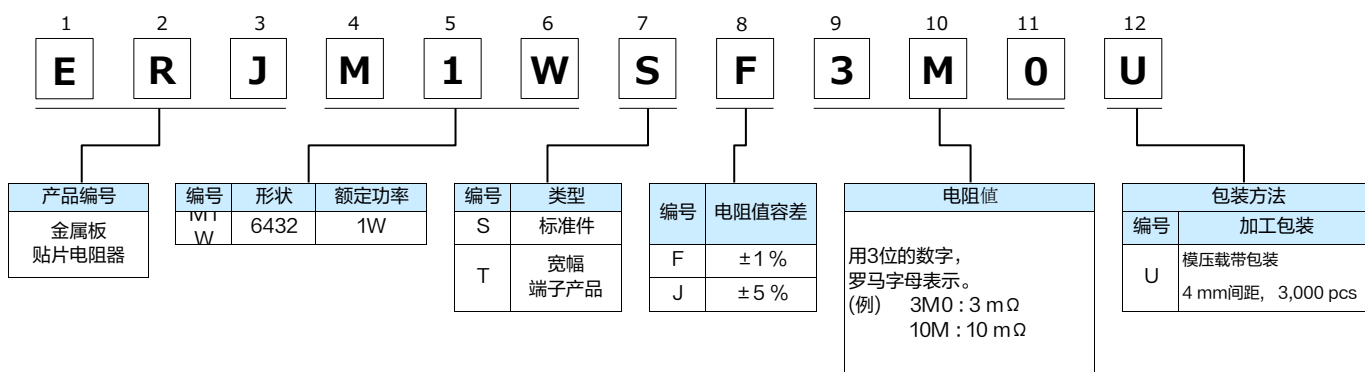 1 2 3 4 5 6 7 8 9 10 11 12
E R J M 1 W S F 3 M 0 U
产品编号
金属板
贴片电阻器
编号 形状 额定功率
M1
W
6432 1W
编号 类型
S 标准件
T 宽幅
端子产品
编号 电阻值容差
F ±1 %
J ±5 %
电阻值
用3位的数字，
罗马字母表示。
(例) 3M0 : 3 mΩ
10M : 10 mΩ
包装方法
编号 加工包装
U 模压载带包装
4 mm间距，3,000 pcs